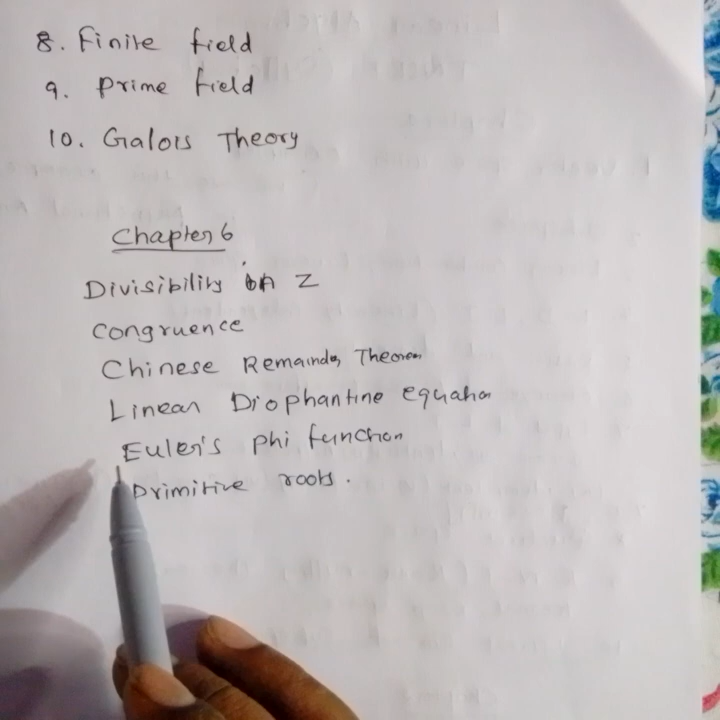 8. Finite field
9. Prime field
10. Galois Theory
Chapter 6
Divisibility in Z
Congruence
Chinese Remainder Theorem
Linear Diophantine equation
Euler's phi function
Primitive roots.